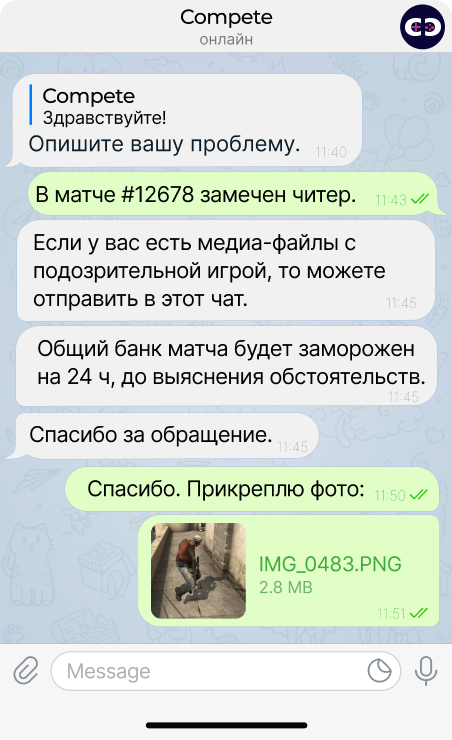 Compete
онлайн
Compete
Здравствуйте!
Опишите вашу проблему.
11:40
В матче #12678 замечен читер.
11:43
Если у вас есть медиа-файлы с
подозрительной игрой, то можете
отправить в этот чат.
11:45
Общий банк матча будет заморожен
на 24 ч, до выяснения обстоятельств.
11:45
Спасибо за обращение.
11:45
Спасибо. Прикреплю фото:
11:50
IMG_0483.PNG
2.8 MB
11:51
Message